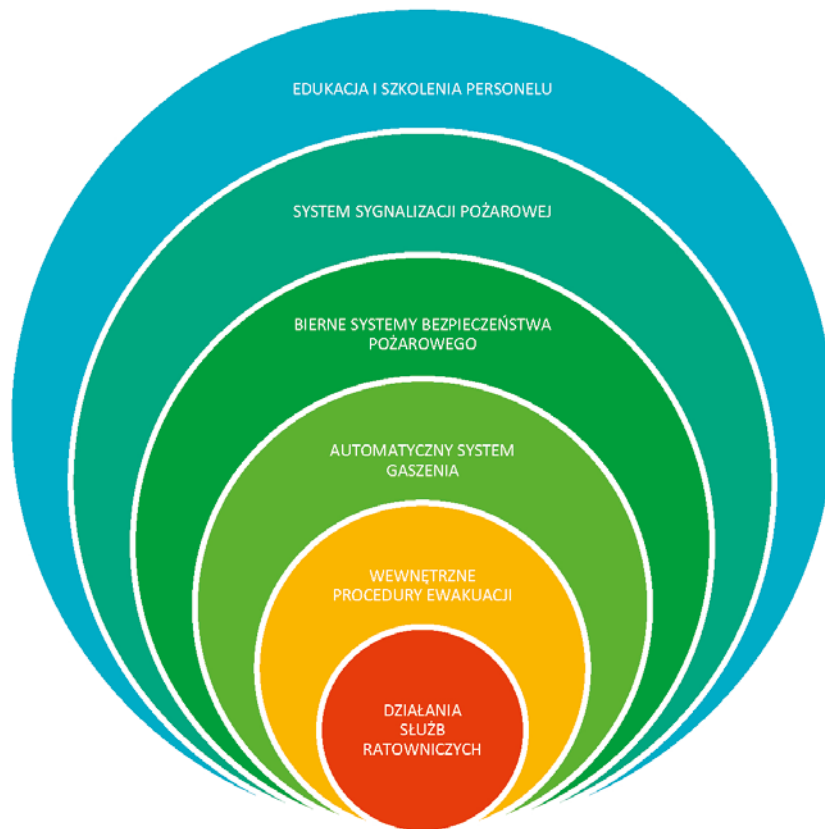 EDUKACJA I SZKOLENIA PERSONELU
SYSTEM SYGNALIZACJI POŻAROWEJ
BIERNE SYSTEMY BEZPIECZEŃSTWA
POŻAROWEGO
AUTOMATYCZNY SYSTEM
GASZENIA
WEWNĘTRZNE
PROCEDURY EWAKUACJI
DZIAŁANIA
SŁUŻB
RATOWNICZYCH